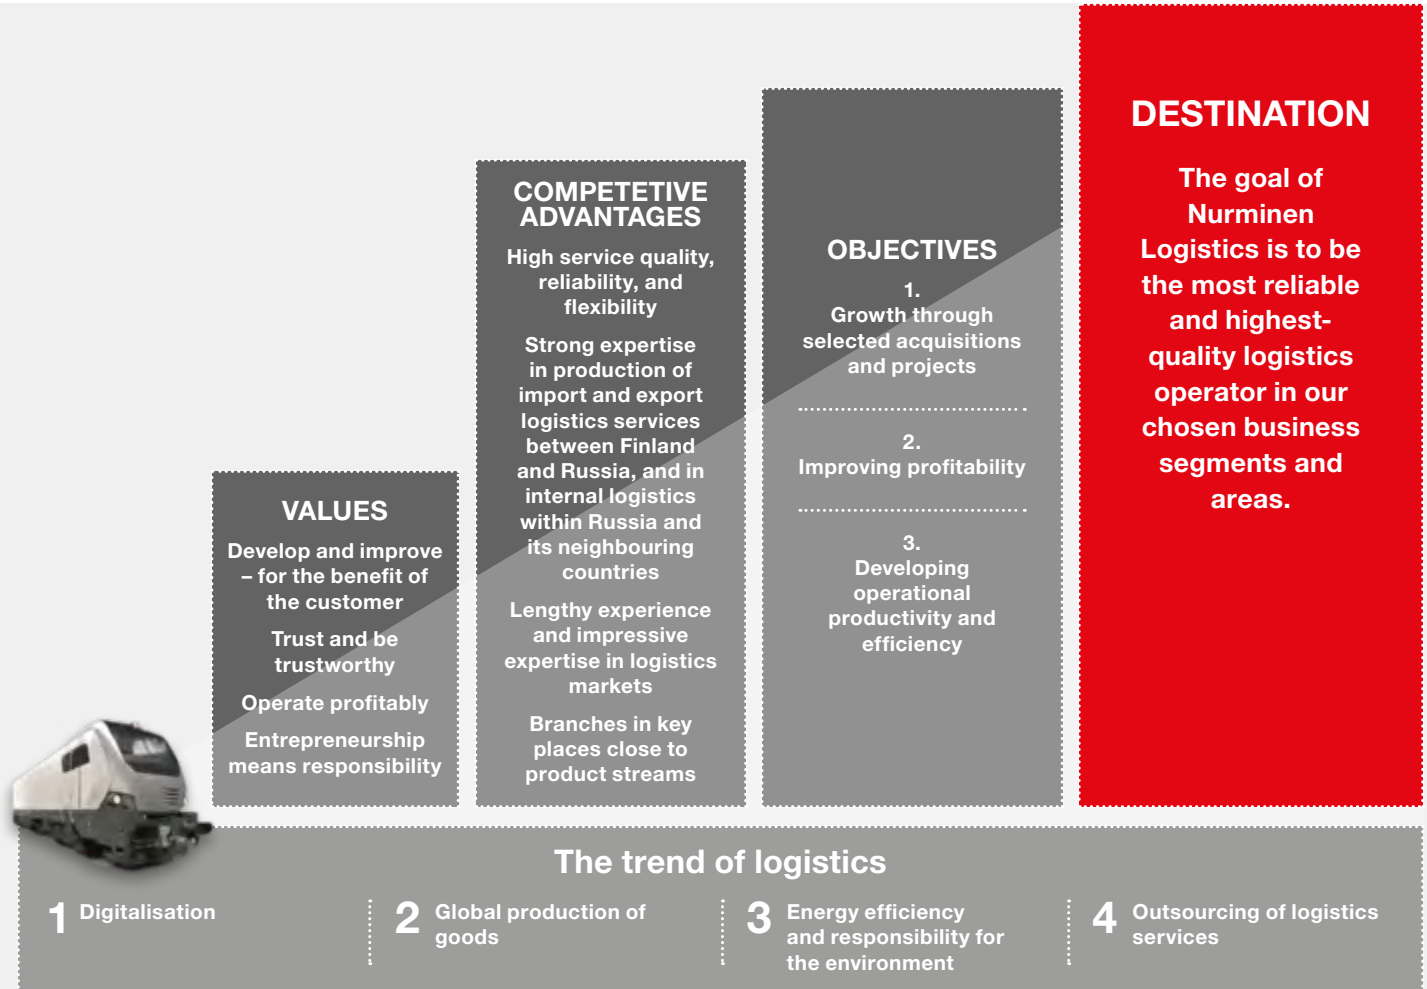 VALUES
Develop and improve
– for the benefit of
the customer
Trust and be
trustworthy
Operate profitably
Entrepreneurship
means responsibility
COMPETETIVE
ADVANTAGES
High service quality,
reliability, and
flexibility
Strong expertise
in production of
import and export
logistics services
between Finland
and Russia, and in
internal logistics
within Russia and
its neighbouring
countries
Lengthy experience
and impressive
expertise in logistics
markets
Branches in key
places close to
product streams
OBJECTIVES
1.
Growth through
selected acquisitions
and projects
2.
Improving profitability
3.
Developing
operational
productivity and
efficiency
DESTINATION
The goal of
Nurminen
Logistics is to be
the most reliable
and highest-
quality logistics
operator in our
chosen business
segments and
areas.
The trend of logistics
1 Digitalisation
2 Global production of
goods
3 Energy efficiency
and responsibility for
the environment
4 Outsourcing of logistics
services